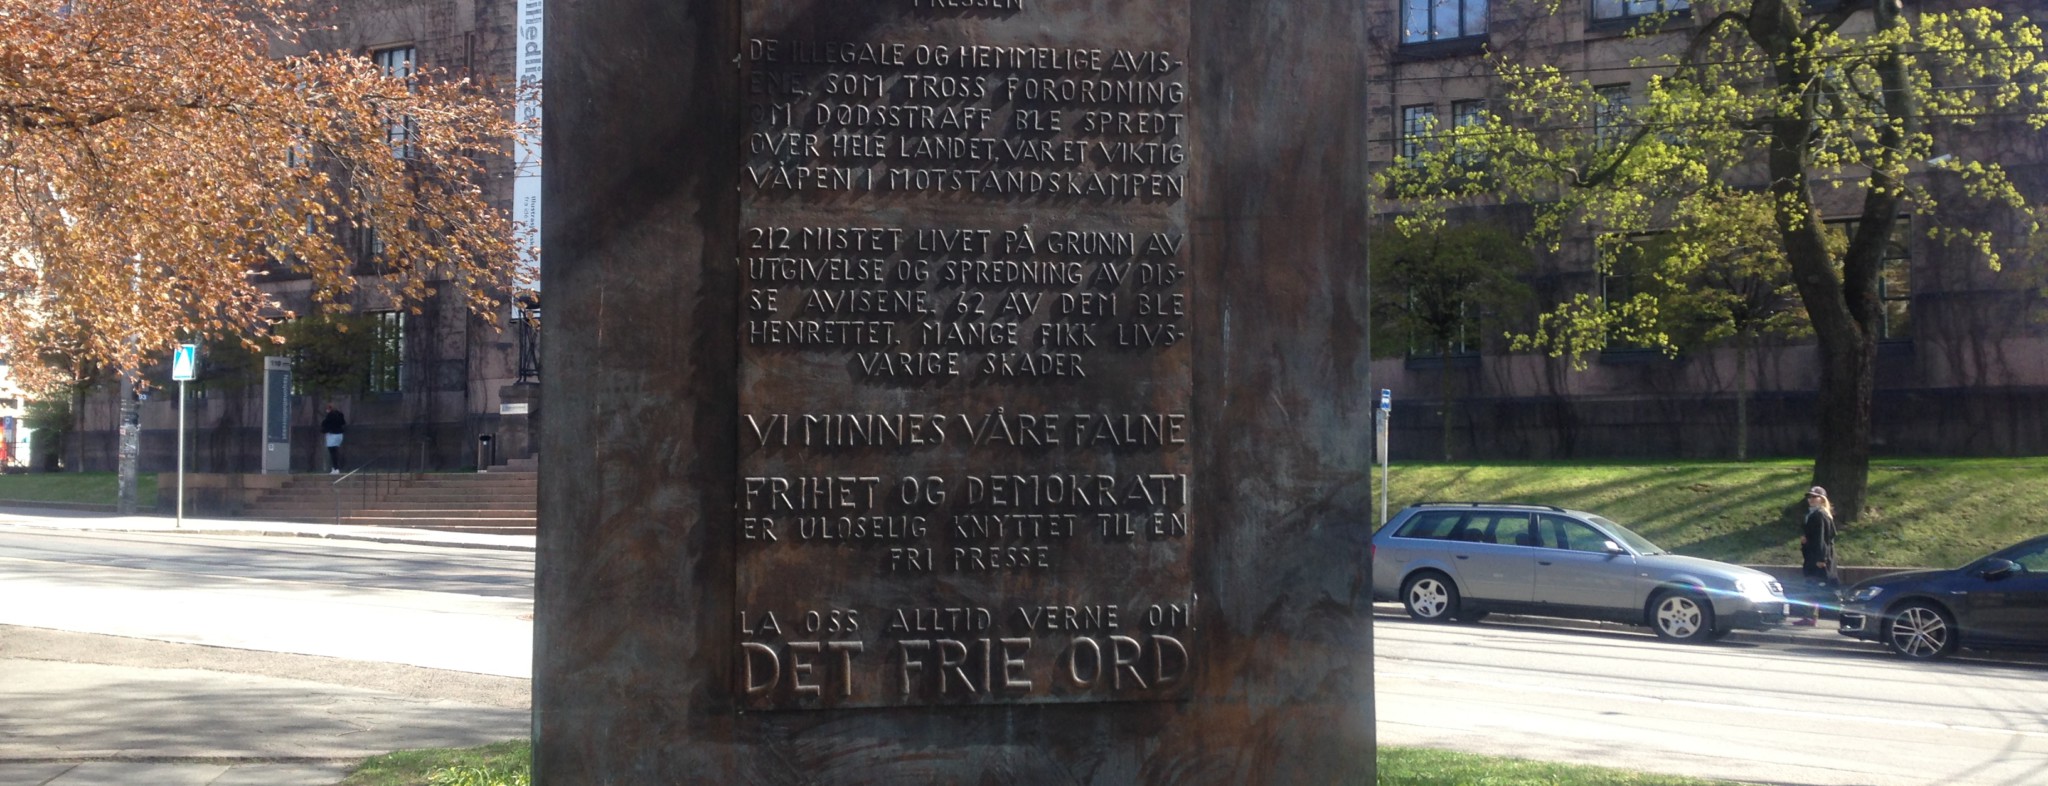 PRESSEN
DE ILLEGALE OG HEMMELIGE AVIS-
ENE, SOM TROSS FORORDNING
OM DØDSSTRAFF BLE SPREDT
OVER HELE LANDET, VAR ET VIKTIG
VÅPEN I MOTSTANDSKAMPEN
212 MISTET LIVET PÅ GRUNN AV
UTGIVELSE OG SPREDNING AV DIS-
SE AVISENE. 62 AV DEM BLE
HENRETTET. MANGE FIKK LIVS-
VARIGE SKADER
VI MINNES VÅRE FALNE
FRIHET OG DEMOKRATI
ER ULØSELIG KNYTTET TIL EN
FRI PRESSE
LA OSS ALLTID VERNE OM
DET FRIE ORD